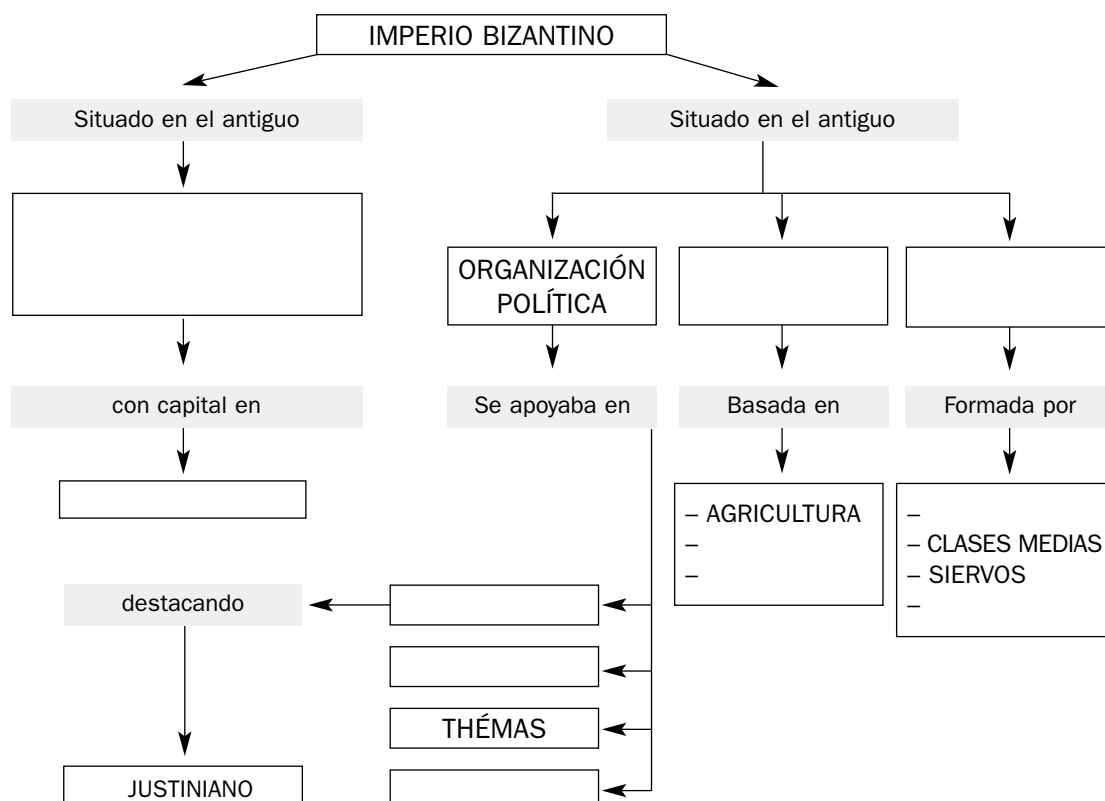 IMPERIO BIZANTINO
Situado en el antiguo
Situado en el antiguo
ORGANIZACIÓN
POLÍTICA
con capital en
Se apoyaba en
Basada en
Formada por
– AGRICULTURA
–
–
–
– CLASES MEDIAS
– SIERVOS
–
destacando
THÉMAS
JUSTINIANO